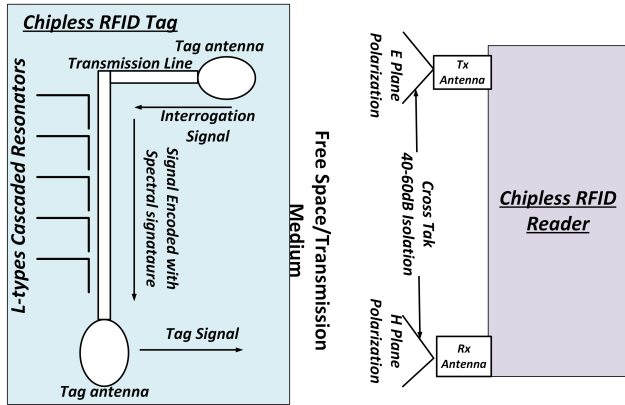 Chipless RFID Tag
Tag antenna
Transmission Line
L-types Cascaded Resonators
Interrogation
Signal
Signal Encoded with
Spectral signataure
Tag Signal
Tag antenna
Free Space/Transmission
Medium
E Plane
Polarization
Tx
Antenna
Cross Tak
40-60dB Isolation
H Plane
Polarization
Rx
Antenna
Chipless RFID
Reader